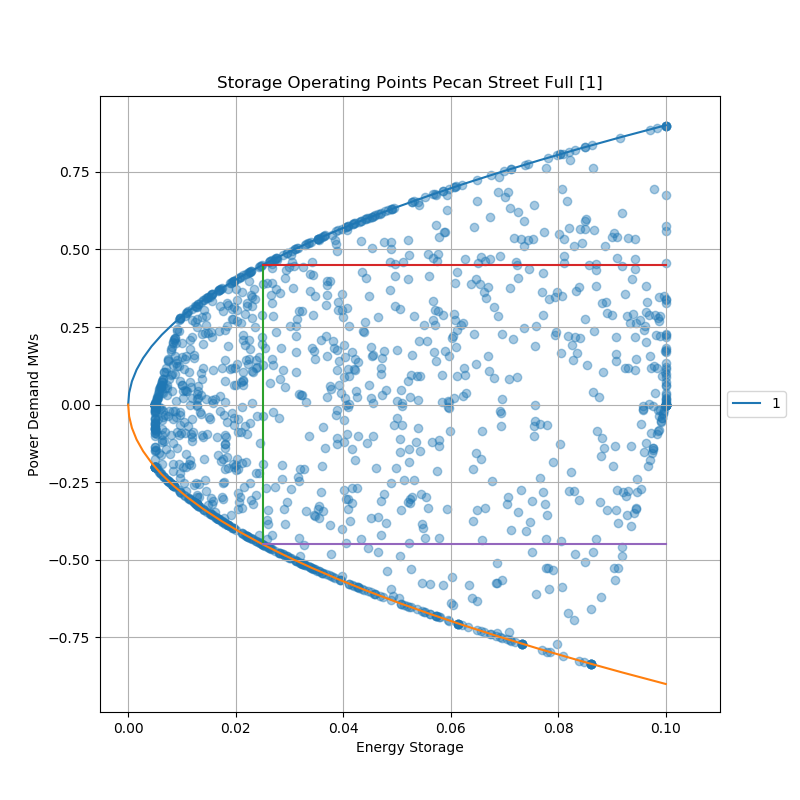 Storage Operating Points Pecan Street Full [1]
Power Demand MWs
0.75
0.50
0.25
0.00
−0.25
−0.50
−0.75
0.00 0.02 0.04 0.06 0.08 0.10
Energy Storage
1